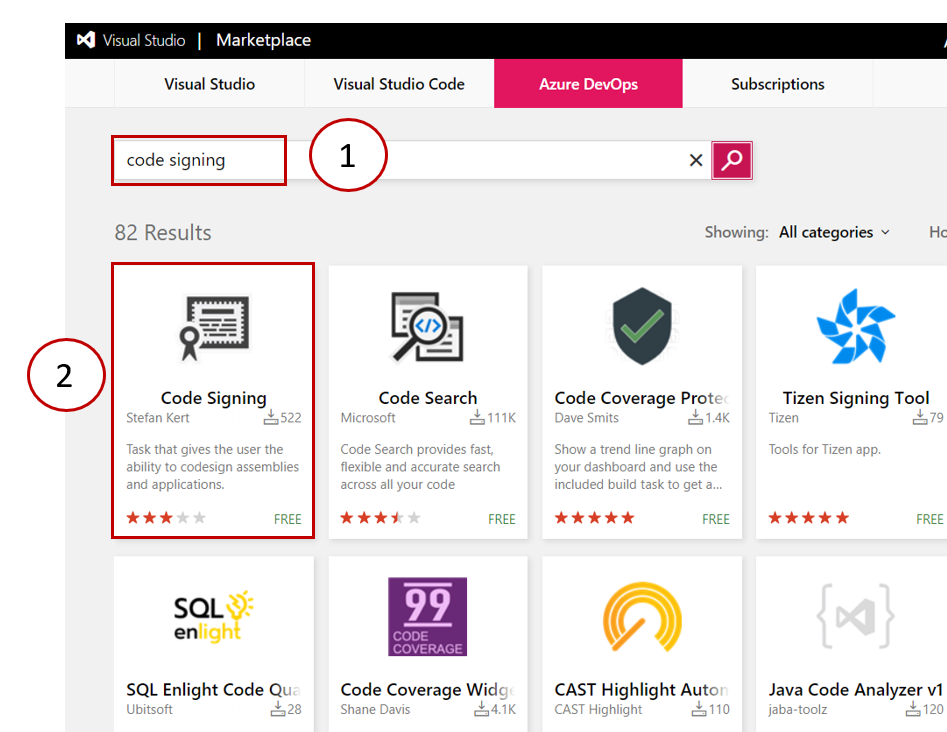 Visual Studio | Marketplace
Visual Studio
Visual Studio Code
Azure DevOps
Subscriptions
code signing
1
82 Results
Showing: All categories
2
Code Signing
Stefan Kert
522
Task that gives the user the
ability to codesign assemblies
and applications.
FREE
Code Search
Microsoft
111K
Code Search provides fast,
flexible and accurate search
across all your code
FREE
Code Coverage Protec
Dave Smits
1.4K
Show a trend line graph on
your dashboard and use the
included build task to get a...
FREE
Tizen Signing Tool
Tizen
79
Tools for Tizen app.
FREE
SQL
enlight
SQL Enlight Code Qua
Ubitsoft
28
99
CODE
COVERAGE
Code Coverage Widge
Shane Davis
4.1K
CAST Highlight Autom
CAST Highlight
110
Java Code Analyzer v1
jaba-toolz
120